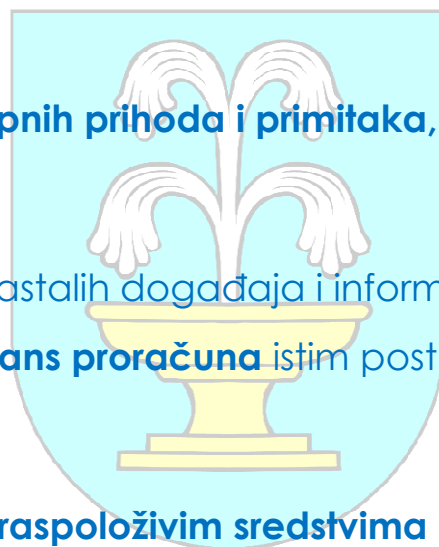 pnih prihoda i primitaka,
astalih događaja i inform
ans proračuna istim post
raspoloživim sredstvima